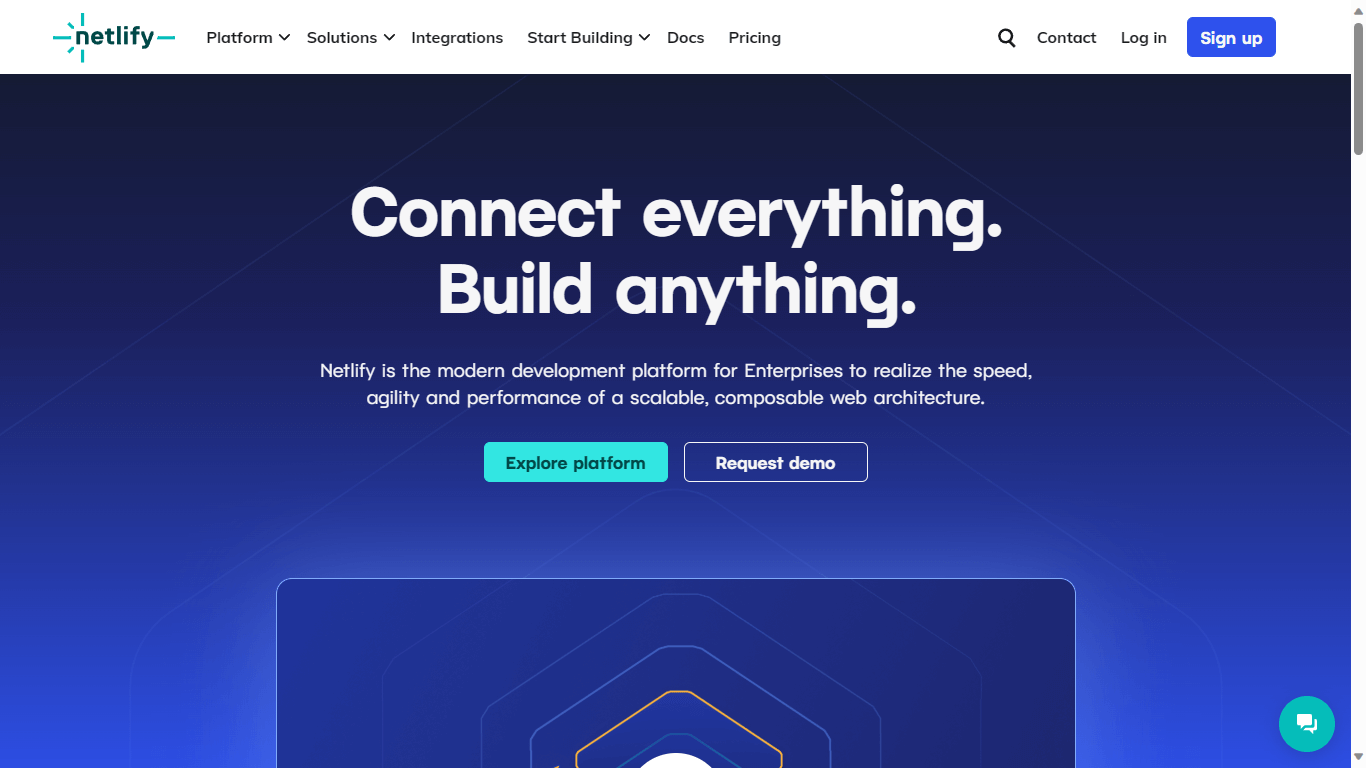 netlify
Platform
Solutions
Integrations
Start Building
Docs
Pricing
Contact
Log in
Sign up
Connect everything.
Build anything.
Netlify is the modern development platform for Enterprises to realize the speed,
agility and performance of a scalable, composable web architecture.
Explore platform
Request demo